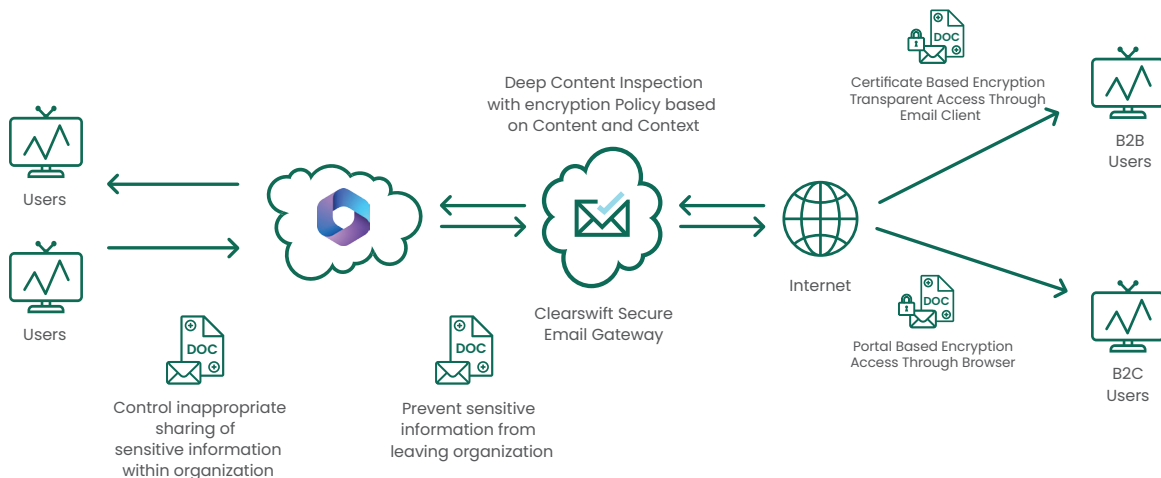 DOC
Certificate Based Encryption
Transparent Access Through
Email Client
B2B
Users
Deep Content Inspection
with encryption Policy based
on Content and Context
Users
Users
Clearswift Secure
Email Gateway
Internet
DOC
Portal Based Encryption
Access Through Browser
B2C
Users
DOC
Control inappropriate
sharing of
sensitive information
within organization
DOC
Prevent sensitive
information from
leaving organization